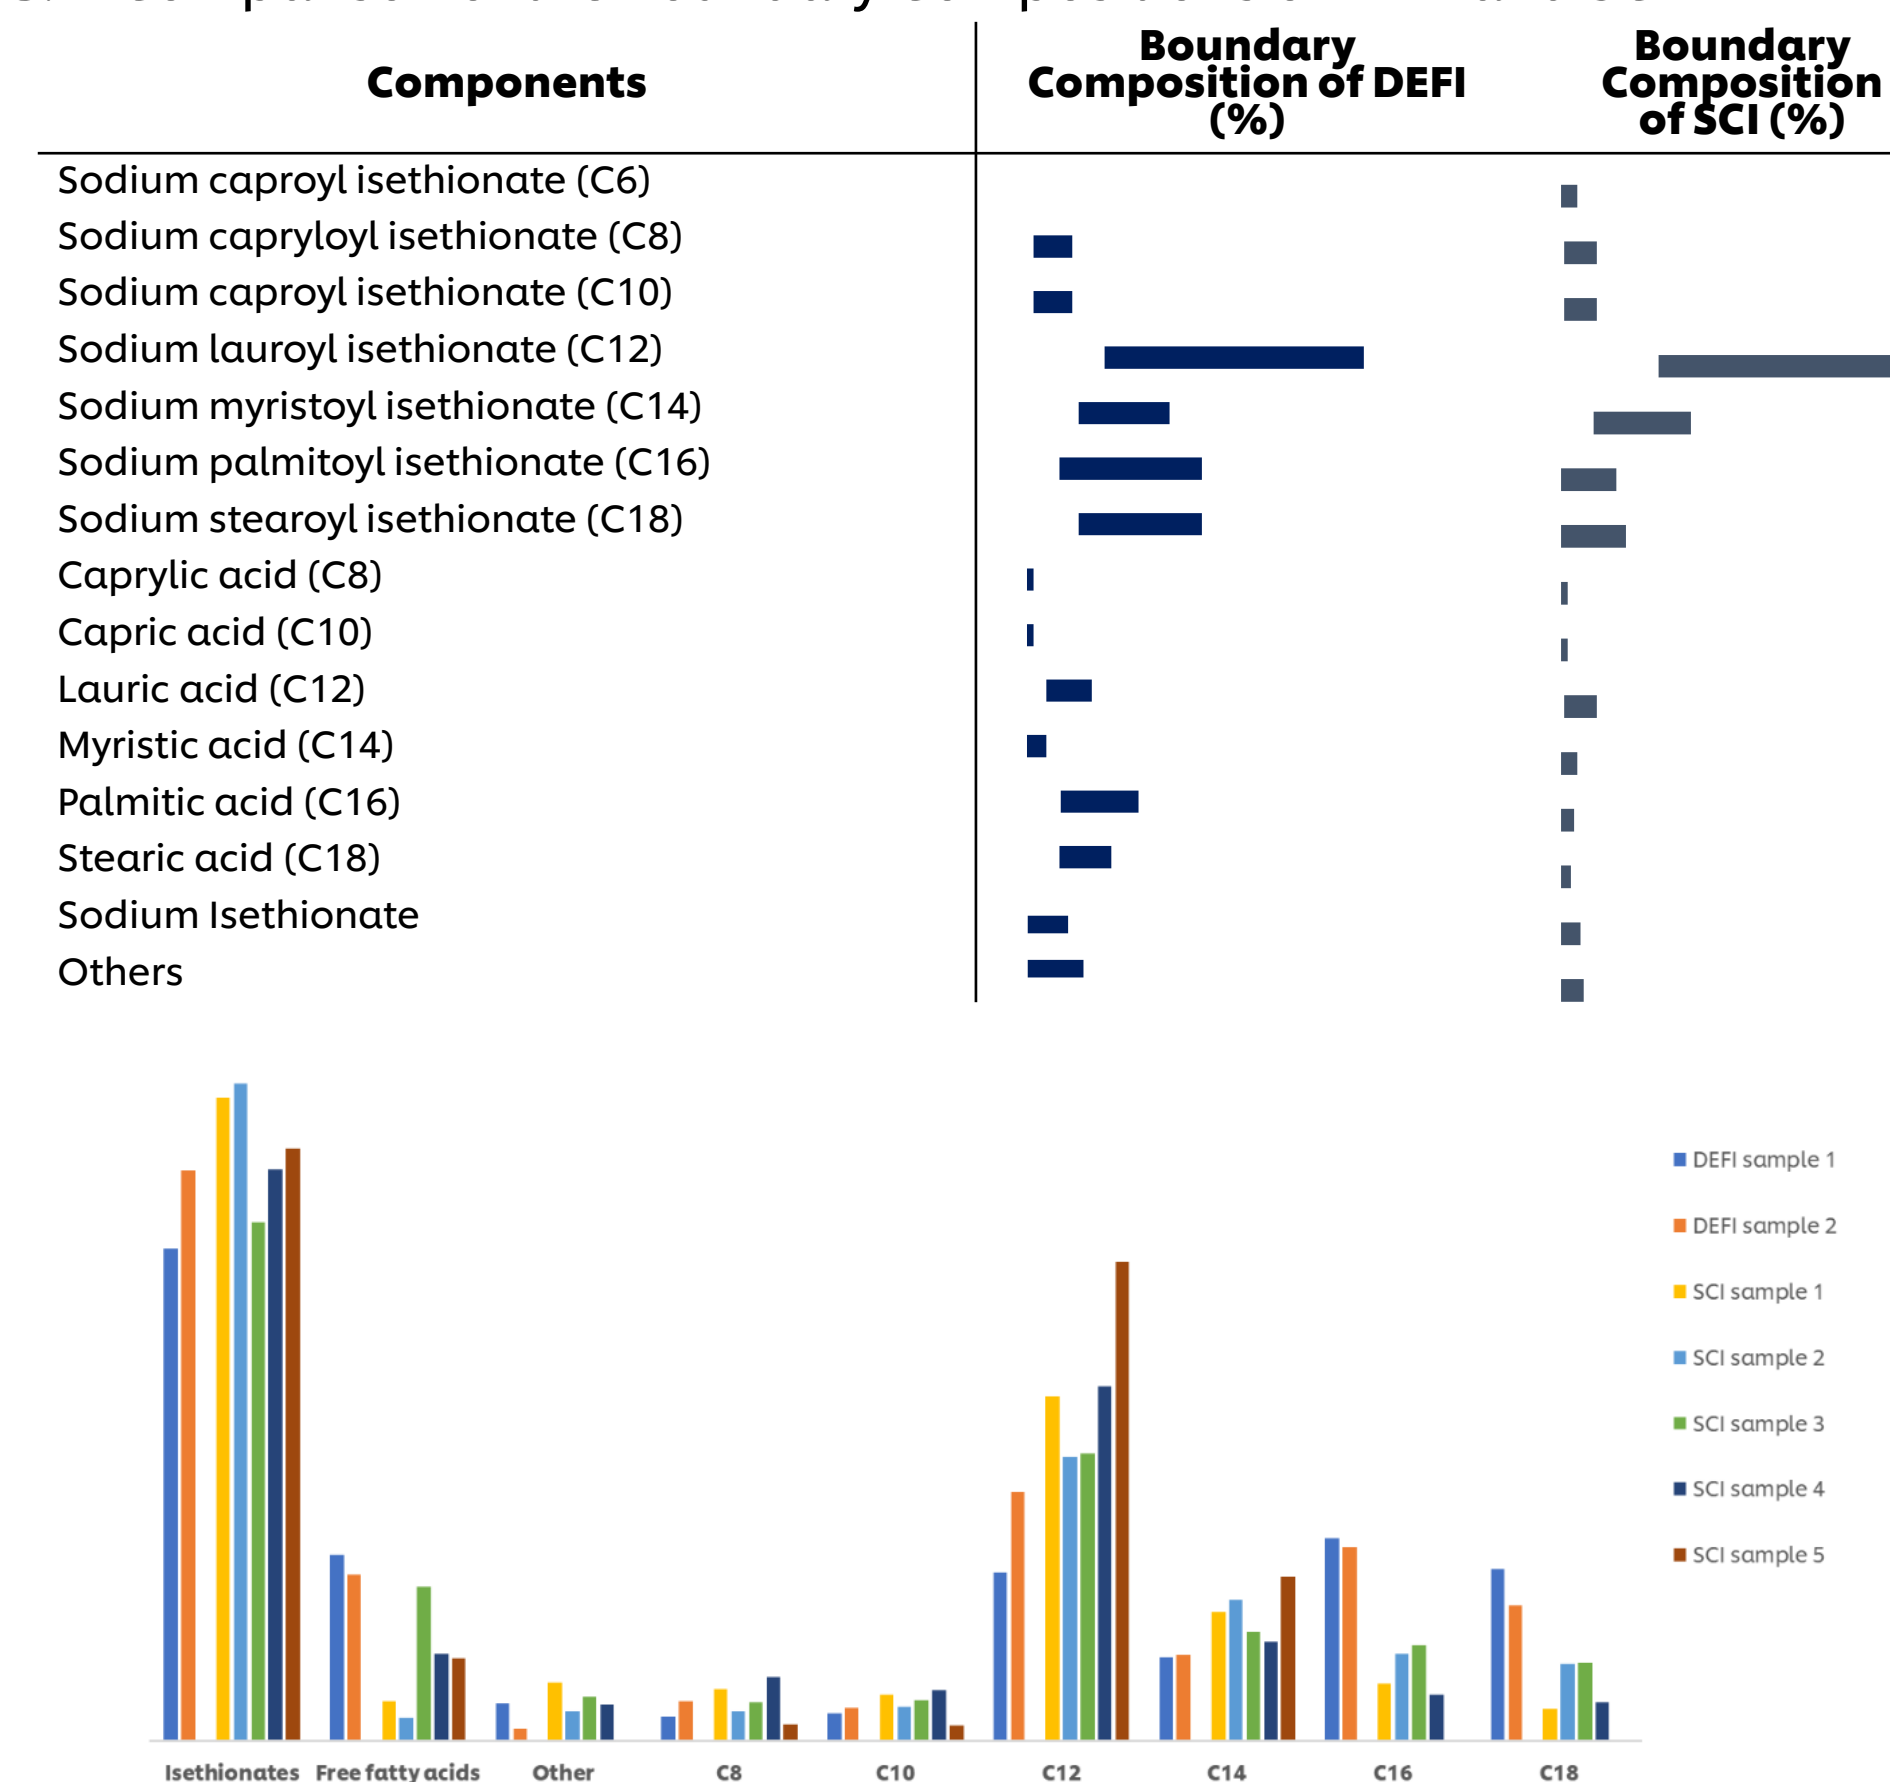 Components
Boundary
Composition of DEFI
(%)
Boundary
Composition
of SCI (%)
Sodium caproyl isethionate (C6)
Sodium capryloyl isethionate (C8)
Sodium caproyl isethionate (C10)
Sodium lauroyl isethionate (C12)
Sodium myristoyl isethionate (C14)
Sodium palmitoyl isethionate (C16)
Sodium stearoyl isethionate (C18)
Caprylic acid (C8)
Capric acid (C10)
Lauric acid (C12)
Myristic acid (C14)
Palmitic acid (C16)
Stearic acid (C18)
Sodium Isethionate
Others
DEFI sample 1
DEFI sample 2
SCI sample 1
SCI sample 2
SCI sample 3
SCI sample 4
SCI sample 5
Isethionates Free fatty acids Other C8 C10 C12 C14 C16 C18